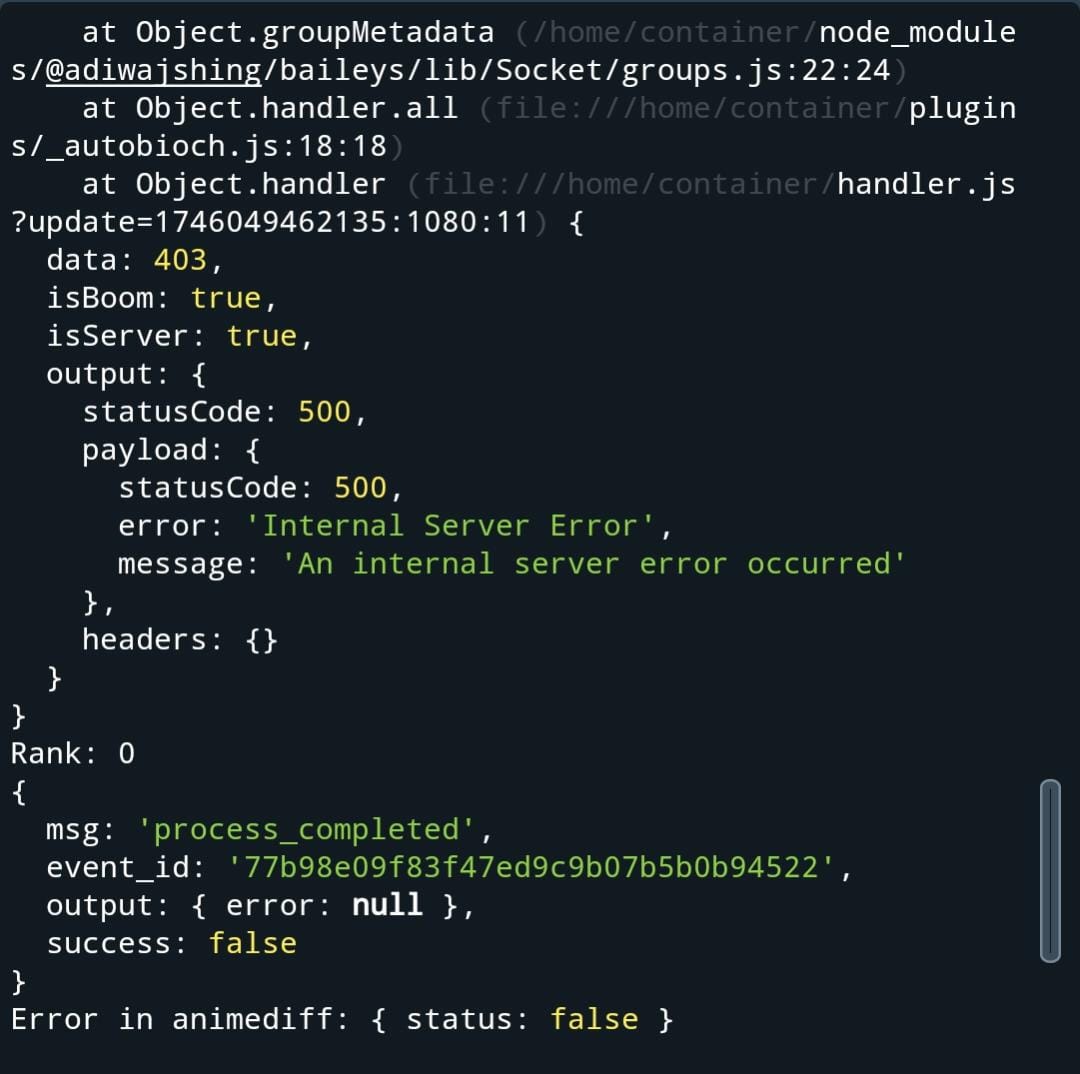 at Object.groupMetadata (/home/container/node_module
s/@adiwajshing/baileys/lib/Socket/groups.js:22:24)
    at Object.handler.all (file:///home/container/plugin
s/_autobioch.js:18:18)
    at Object.handler (file:///home/container/handler.js
?update=1746049462135:1080:11) {
  data: 403,
  isBoom: true,
  isServer: true,
  output: {
    statusCode: 500,
    payload: {
      statusCode: 500,
      error: 'Internal Server Error',
      message: 'An internal server error occurred'
    },
    headers: {}
  }
}
Rank: 0
{
  msg: 'process_completed',
  event_id: '77b98e09f83f47ed9c9b07b5b0b94522',
  output: { error: null },
  success: false
}
Error in animediff: { status: false }